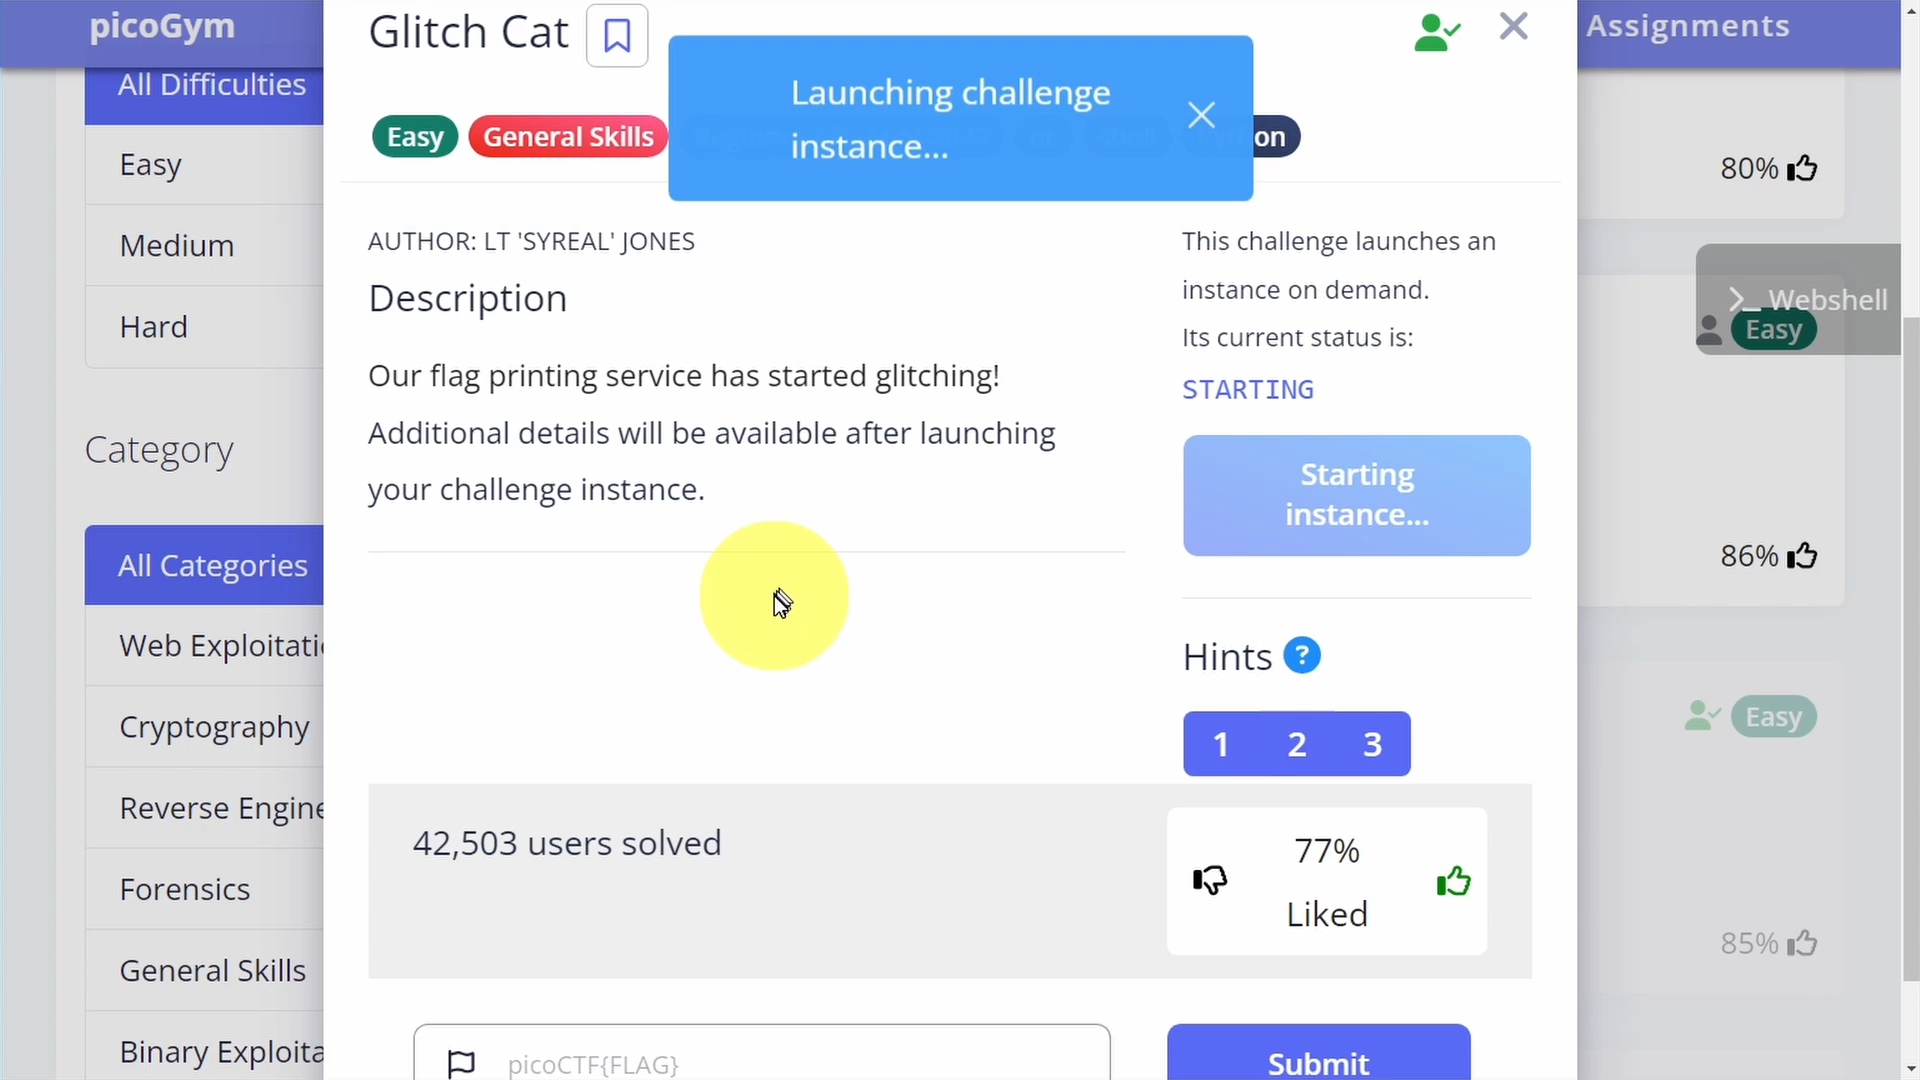 picoGym
Assignments
Glitch Cat
Launching challenge
instance...
Easy
General Skills
on
All Difficulties
Easy
Medium
Hard
Category
All Categories
Web Exploitati
Cryptography
Reverse Engine
Forensics
General Skills
Binary Exploita
AUTHOR: LT 'SYREAL' JONES
Description
Our flag printing service has started glitching!
Additional details will be available after launching
your challenge instance.
This challenge launches an
instance on demand.
Its current status is:
STARTING
Starting
instance...
Hints ?
1 2 3
42,503 users solved
77%
Liked
picoCTF{FLAG}
Submit
80%
>_ Webshell
Easy
86%
Easy
85%